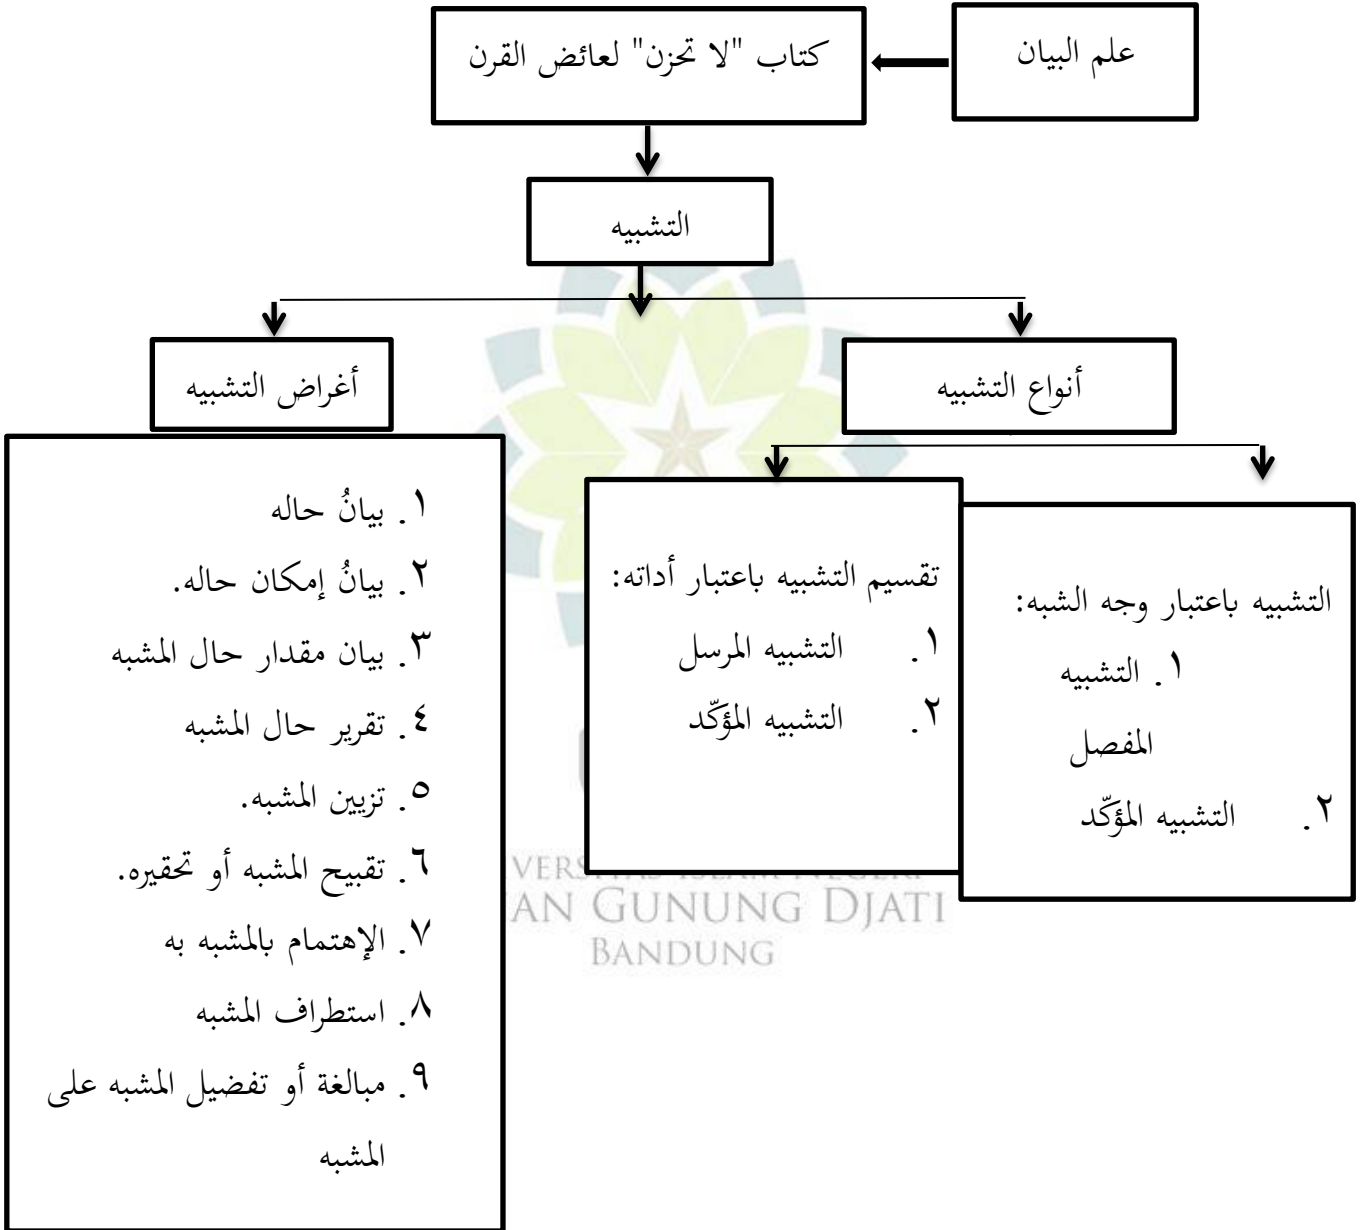 علم البيان
كتاب "لا تحزن" لعائض القرن
التشبيه
أنواع التشبيه
أغراض التشبيه
التشبيه باعتبار وجه الشبه:
١. التشبيه
المفصل
٢. التشبيه المؤكّد
تقسيم التشبيه باعتبار أداته:
١. التشبيه المرسل
٢. التشبيه المؤكّد
١. بيانُ حاله
٢. بيانُ إمكان حاله.
٣. بيان مقدار حال المشبه
٤. تقرير حال المشبه
٥. تزيين المشبه.
٦. تقبيح المشبه أو تحقيره.
٧. الإهتمام بالمشبه به
٨. استطراف المشبه
٩. مبالغة أو تفضيل المشبه على
المشبه
GUNUNG DJATI
BANDUNG